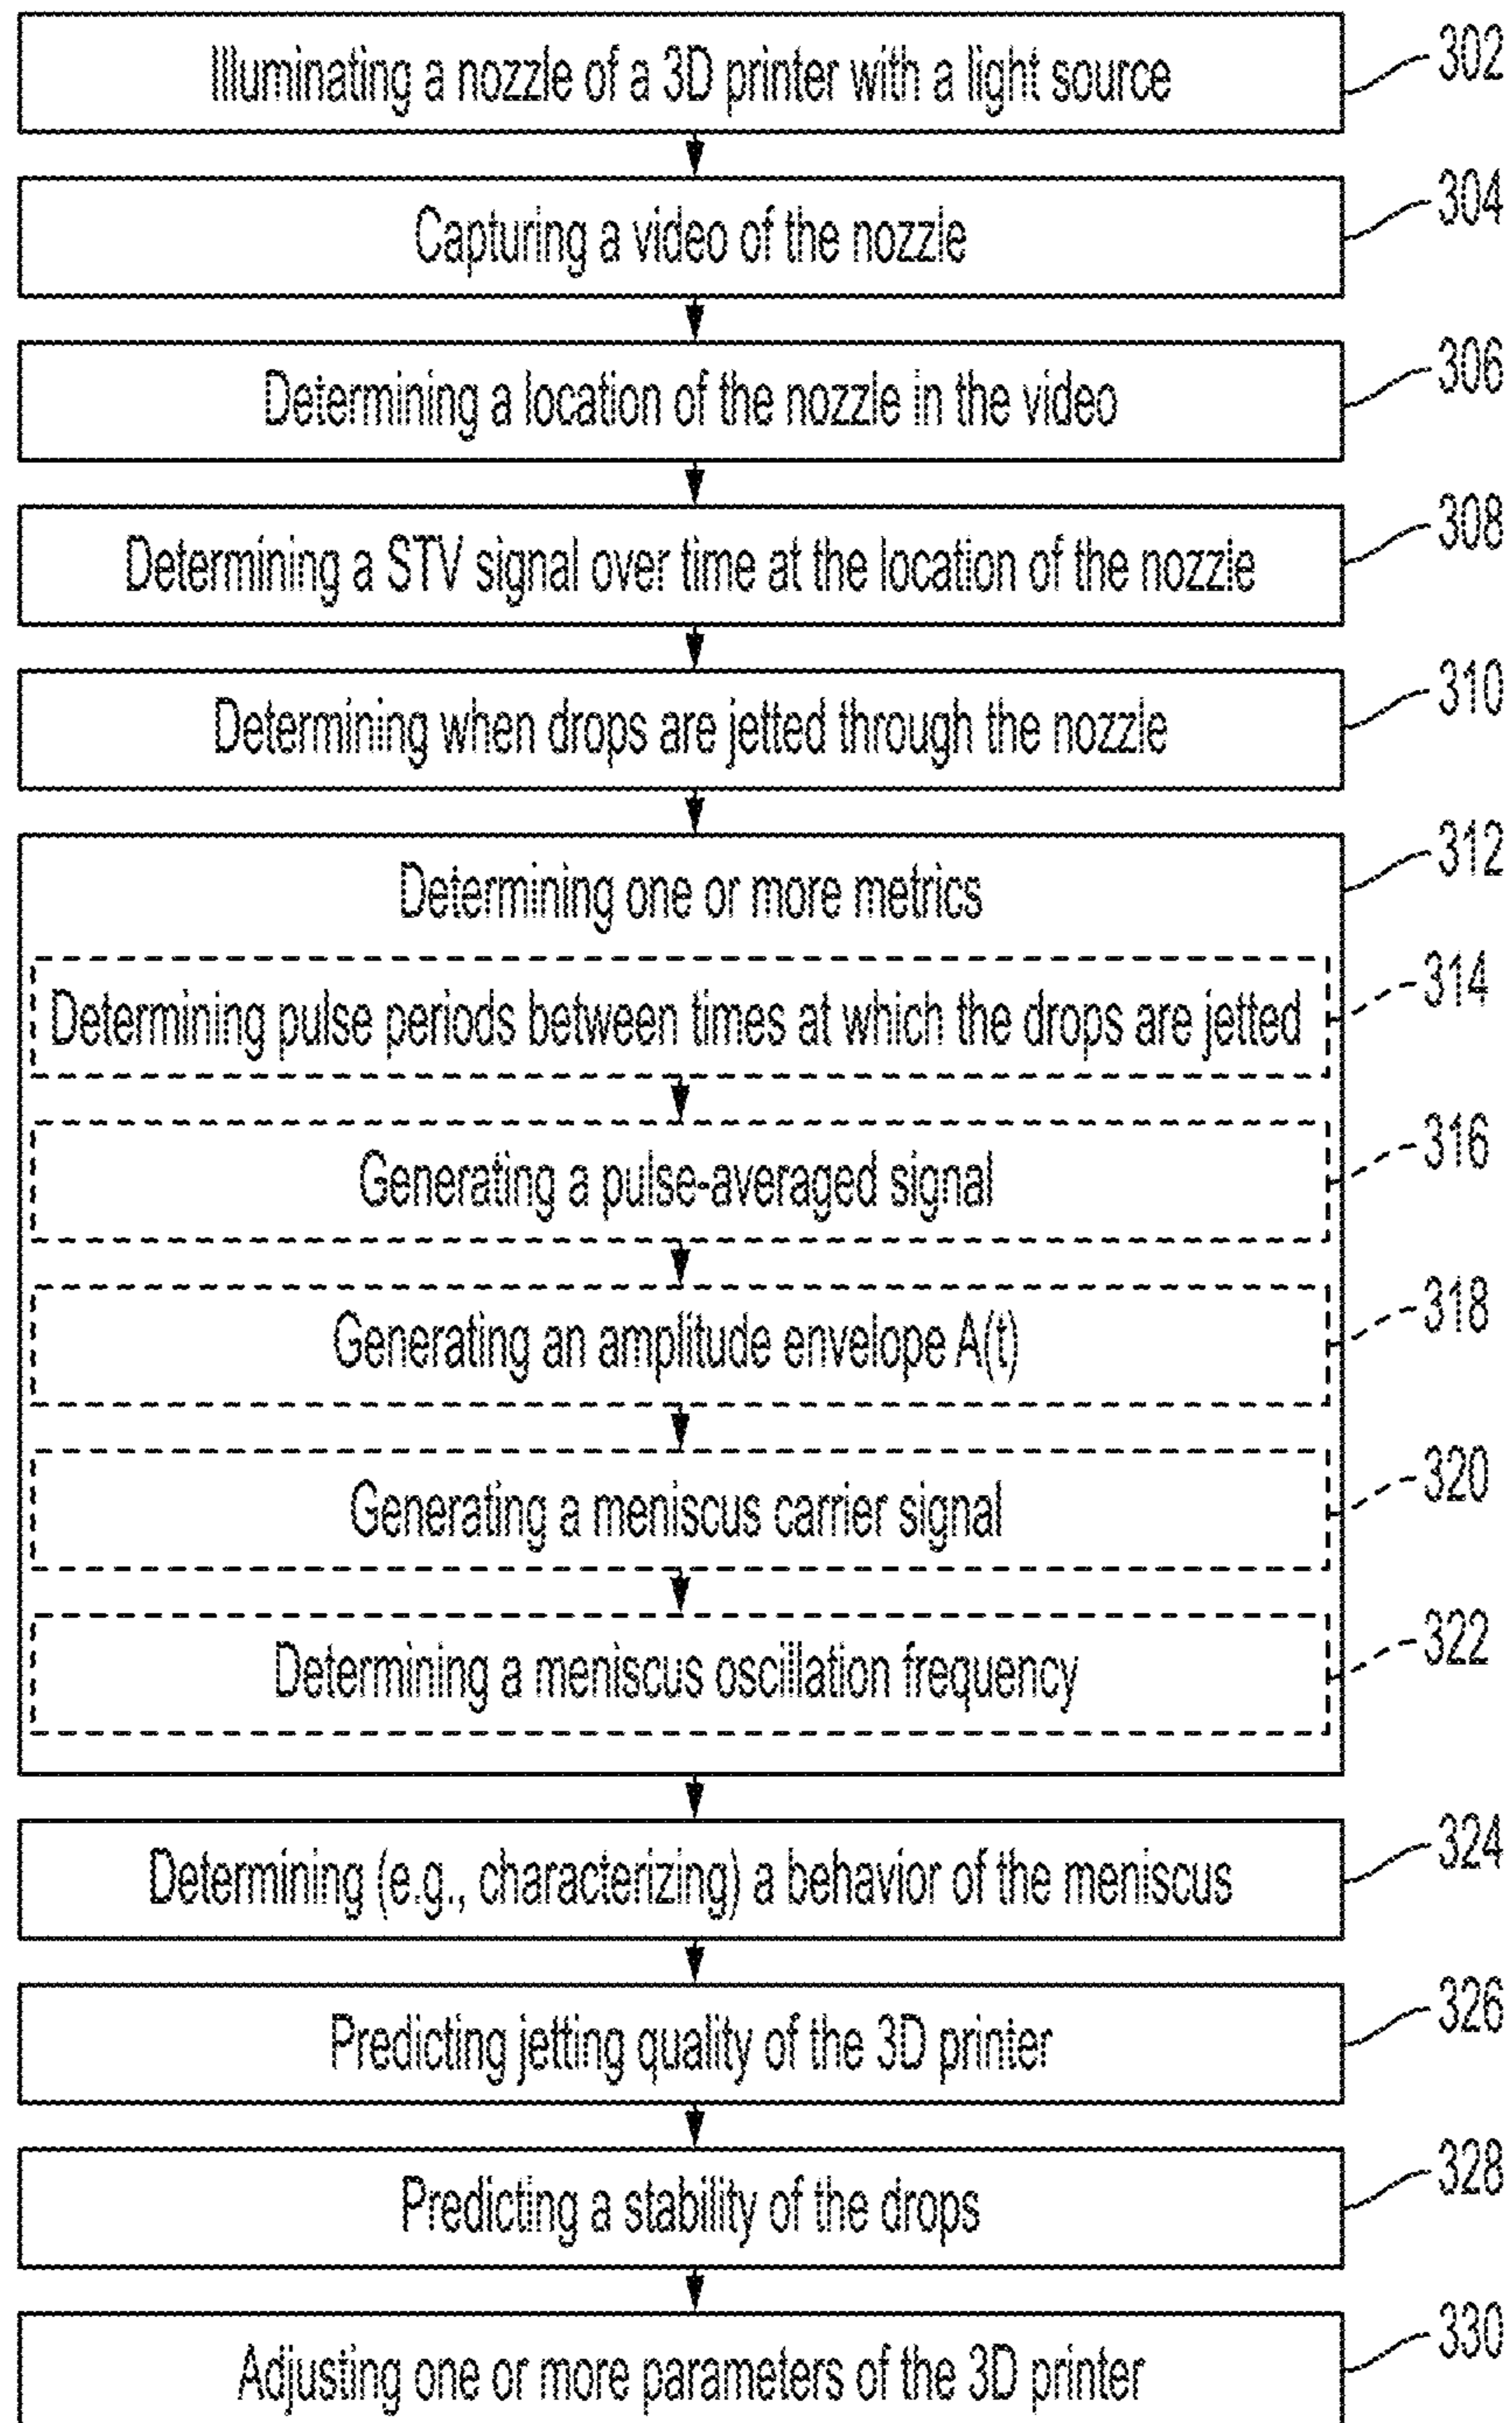 Illuminating a nozzle of a 3D printer with a light source 302
Capturing a video of the nozzle 304
Determining a location of the nozzle in the video 306
Determining a STV signal over time at the location of the nozzle 308
Determining when drops are jetted through the nozzle 310
Determining one or more metrics 312
Determining pulse periods between times at which the drops are jetted 314
Generating a pulse-averaged signal 316
Generating an amplitude envelope A(t) 318
Generating a meniscus carrier signal 320
Determining a meniscus oscillation frequency 322
Determining (e.g., characterizing) a behavior of the meniscus 324
Predicting jetting quality of the 3D printer 326
Predicting a stability of the drops 328
Adjusting one or more parameters of the 3D printer 330